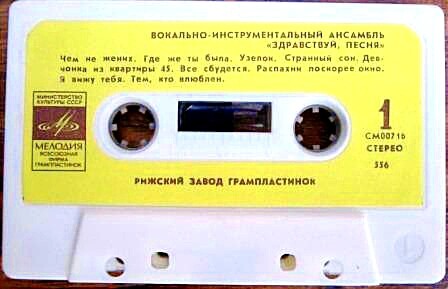 ВОКАЛЬНО-ИНСТРУМЕНТАЛЬНЫЙ АНСАМБЛЬ
«ЗДРАВСТВУЙ, ПЕСНЯ»
Чем не жених. Где же ты была. Узелок. Странный сон. Дев-
чонка из квартиры 45. Все сбудется. Распахни поскорее окно.
Я вижу тебя. Тем, кто влюблен.
МИНИСТЕРСТВО
КУЛЬТУРЫ СССР
МЕЛОДИЯ
ВСЕСОЮЗНАЯ
ФИРМА
ГРАМПЛАСТИНОК
1
СМ00716
СТЕРЕО
556
РИЖСКИЙ ЗАВОД ГРАМПЛАСТИНОК